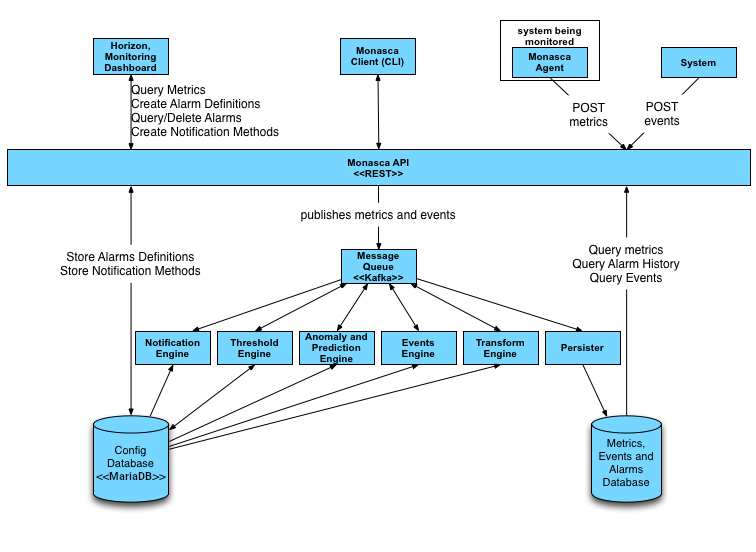 Horizon,
Monitoring
Dashboard
Monasca
Client (CLI)
system being
monitored
Monasca
Agent
System
Query Metrics
Create Alarm Definitions
Query/Delete Alarms
Create Notification Methods
POST
metrics
POST
events
Monasca API
<<REST>>
publishes metrics and events
Store Alarms Definitions
Store Notification Methods
Query metrics
Query Alarm History
Query Events
Message
Queue
<<Kafka>>
Notification
Engine
Threshold
Engine
Anomaly and
Prediction
Engine
Events
Engine
Transform
Engine
Persister
Config
Database
<<MariaDB>>
Metrics,
Events and
Alarms
Database